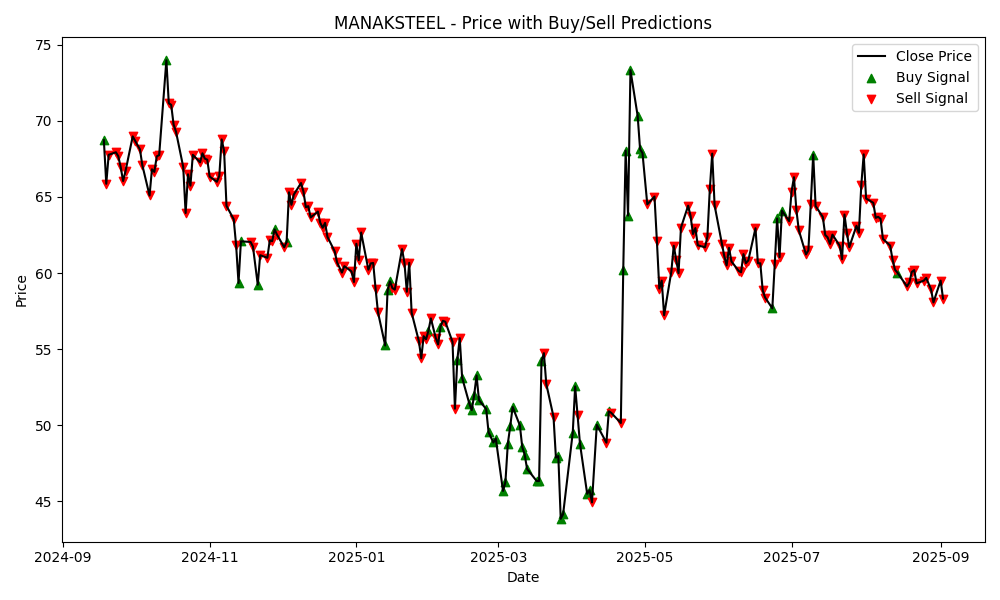 MANAKSTEEL - Price with Buy/Sell Predictions
Close Price
Buy Signal
Sell Signal
Price
75
70
65
60
55
50
45
2024-09 2024-11 2025-01 2025-03 2025-05 2025-07 2025-09
Date